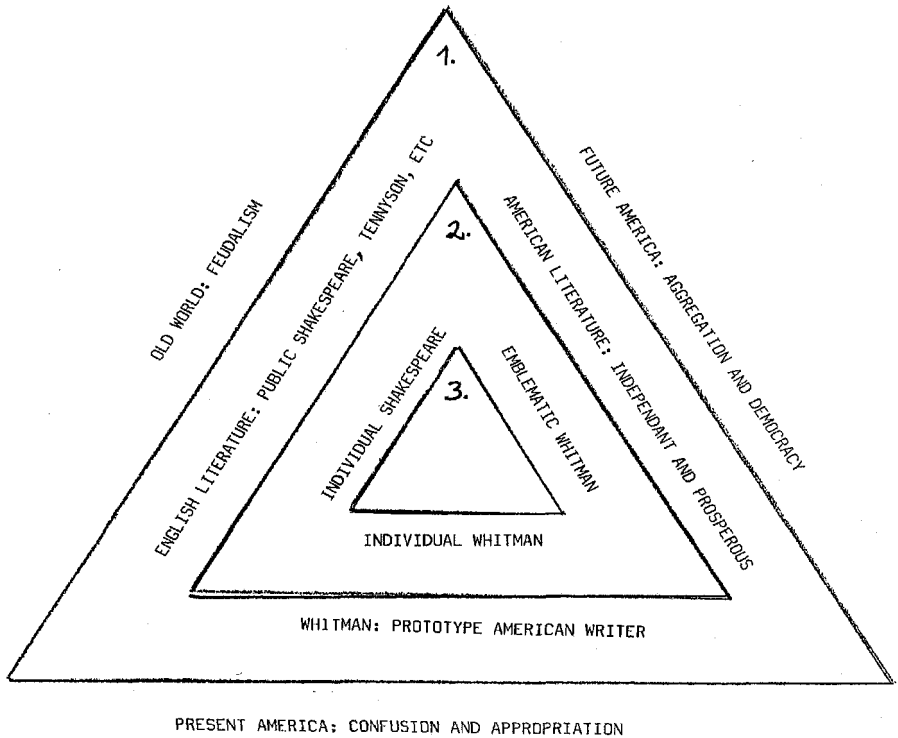 1.
OLD WORLD: FEUDALISM
FUTURE AMERICA: AGGREGATION AND DEMOCRACY
ENGLISH LITERATURE: PUBLIC SHAKESPEARE, TENNYSON, ETC
2.
AMERICAN LITERATURE: INDEPENDANT AND PROSPEROUS
INDIVIDUAL SHAKESPEARE
3.
EMBLEMATIC WHITMAN
INDIVIDUAL WHITMAN
WHITMAN: PROTOTYPE AMERICAN WRITER
PRESENT AMERICA: CONFUSION AND APPROPRIATION